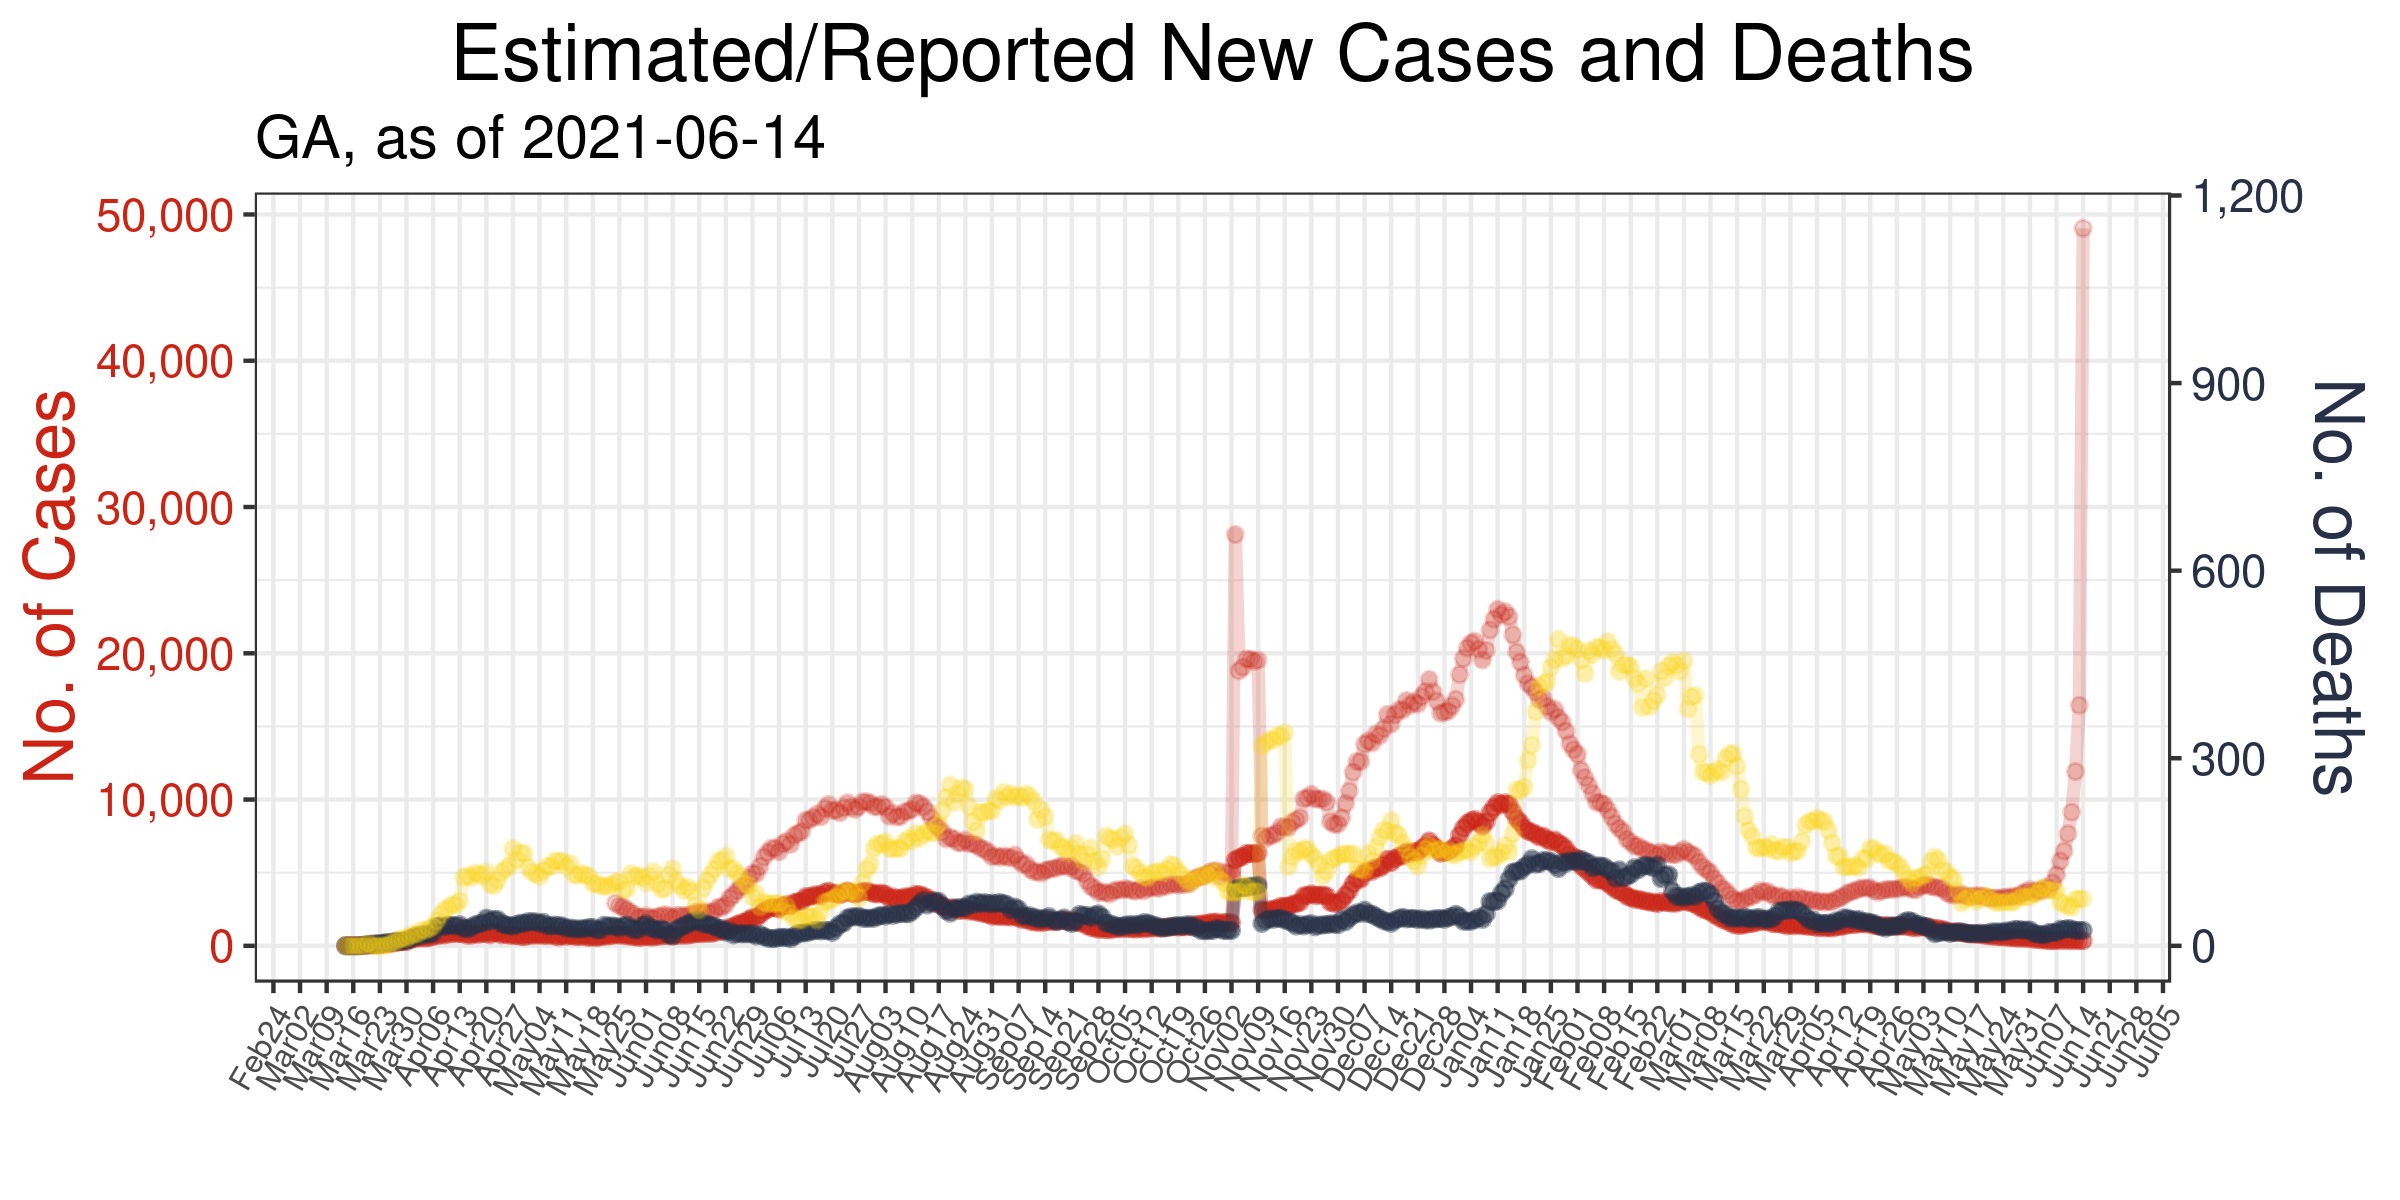 Estimated/Reported New Cases and Deaths
GA, as of 2021-06-14
No. of Cases
50,000
40,000
30,000
20,000
10,000
0
1,200
900
600
300
0
No. of Deaths
Feb24
Mar02
Mar09
Mar16
Mar23
Mar30
Apr06
Apr13
Apr20
Apr27
May04
May11
May18
May25
Jun01
Jun08
Jun15
Jun22
Jun29
Jul06
Jul13
Jul20
Jul27
Aug03
Aug10
Aug17
Aug24
Aug31
Sep07
Sep14
Sep21
Sep28
Oct05
Oct12
Oct19
Oct26
Nov02
Nov09
Nov16
Nov23
Nov30
Dec07
Dec14
Dec21
Dec28
Jan04
Jan11
Jan18
Jan25
Feb01
Feb08
Feb15
Feb22
Mar01
Mar08
Mar15
Mar22
Mar29
Apr05
Apr12
Apr19
Apr26
May03
May10
May17
May24
May31
Jun07
Jun14
Jun21
Jun28
Jul05